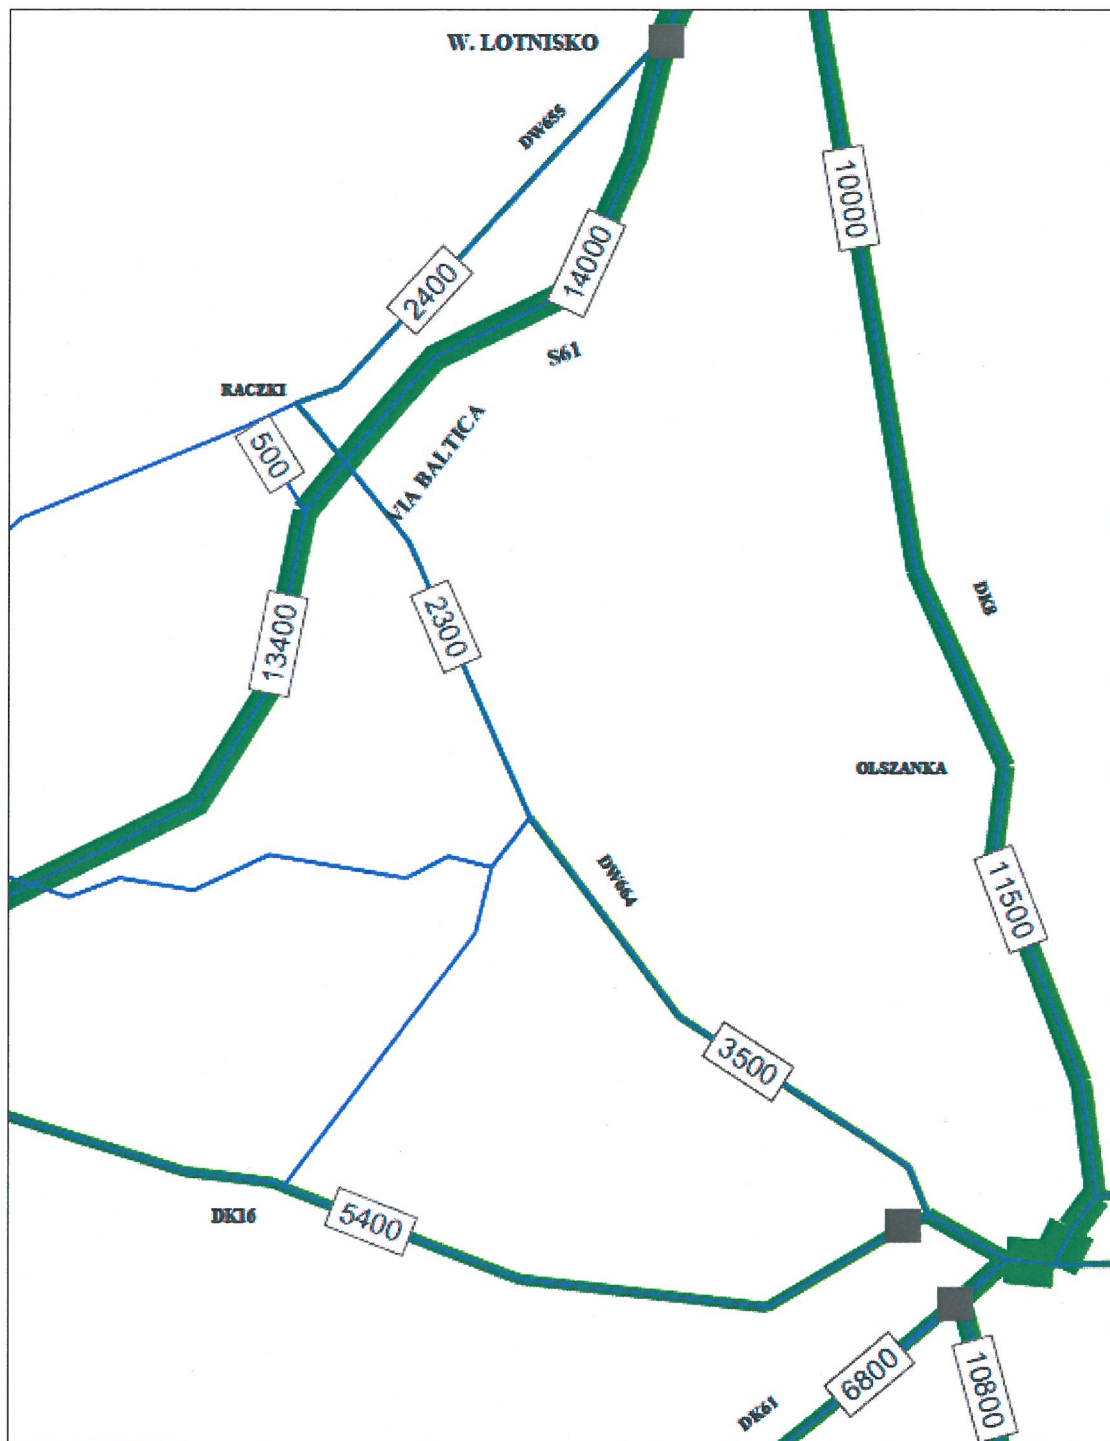 W. LOTNISKO
DW655
10000
14000
2400
S61
RACZKI
VIA BALTICA
500
DK8
2300
13400
OLSZANKA
DW664
11500
3500
DK16
5400
6800
10800
DK61